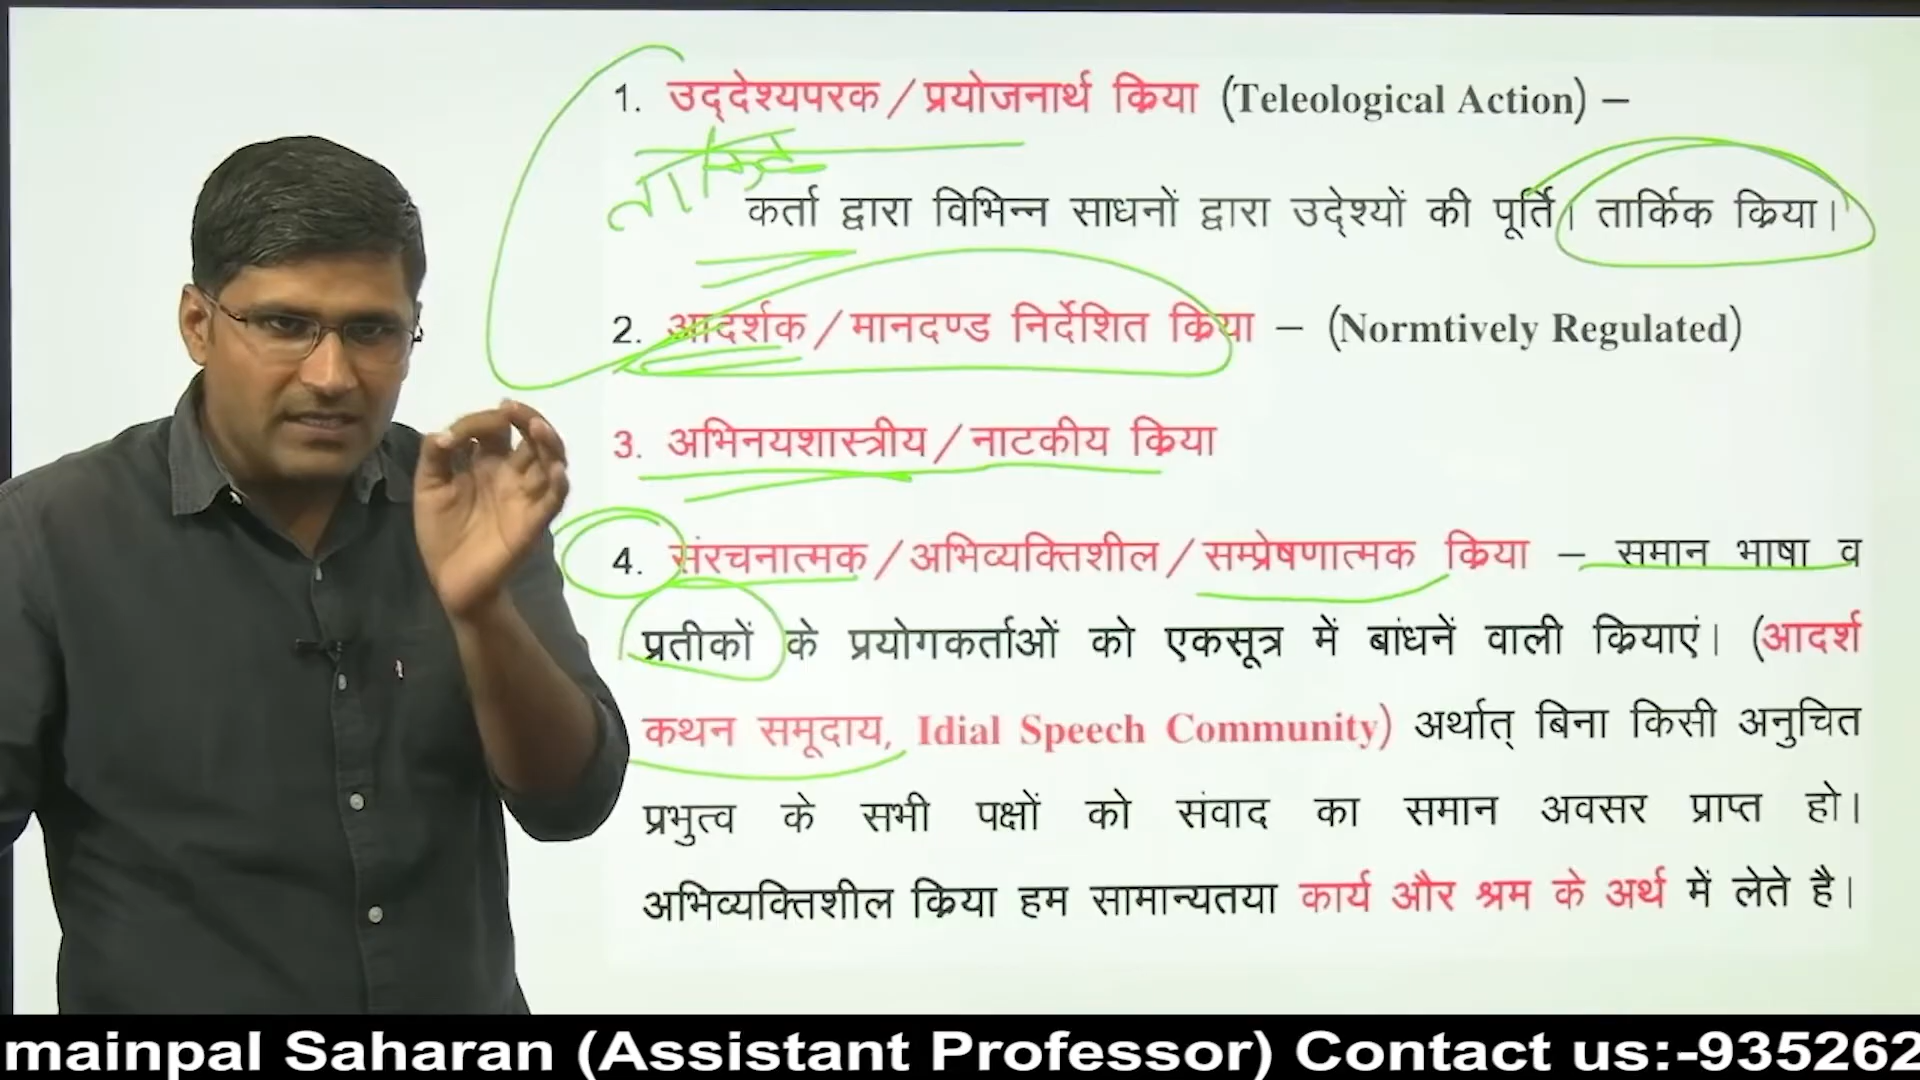 1. उद्देश्यपरक / प्रयोजनार्थ क्रिया (Teleological Action) –
कर्ता द्वारा विभिन्न साधनों द्वारा उद्देश्यों की पूर्ति। तार्किक क्रिया।
2. आदर्शक / मानदण्ड निर्देशित क्रिया – (Normtively Regulated)
3. अभिनयशास्त्रीय / नाटकीय क्रिया
4. संरचनात्मक / अभिव्यक्तिशील / सम्प्रेषणात्मक क्रिया – समान भाषा व
प्रतीकों के प्रयोगकर्ताओं को एकसूत्र में बांधनें वाली क्रियाएं। (आदर्श
कथन समूदाय, Idial Speech Community) अर्थात् बिना किसी अनुचित
प्रभुत्व के सभी पक्षों को संवाद का समान अवसर प्राप्त हो।
अभिव्यक्तिशील क्रिया हम सामान्यतया कार्य और श्रम के अर्थ में लेते है।
mainpal Saharan (Assistant Professor) Contact us:-935262